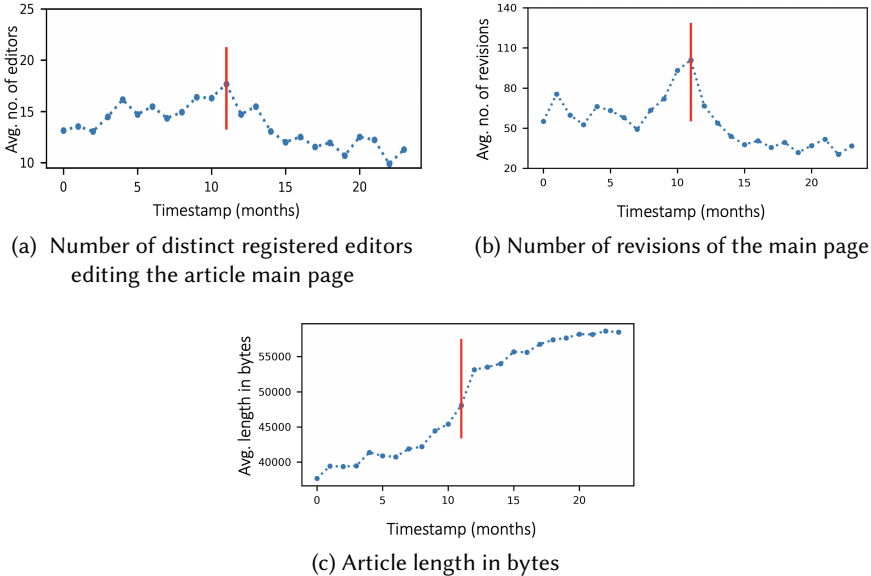 25
20
15
10
Avg. no. of editors
0 5 10 15 20
Timestamp (months)
(a) Number of distinct registered editors
editing the article main page
140
110
80
50
20
Avg. no. of revisions
0 5 10 15 20
Timestamp (months)
(b) Number of revisions of the main page
55000
50000
45000
40000
Avg. length in bytes
0 5 10 15 20
Timestamp (months)
(c) Article length in bytes